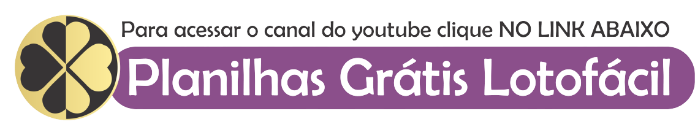 Para acessar o canal do youtube clique NO LINK ABAIXO
Planilhas Grátis Lotofácil